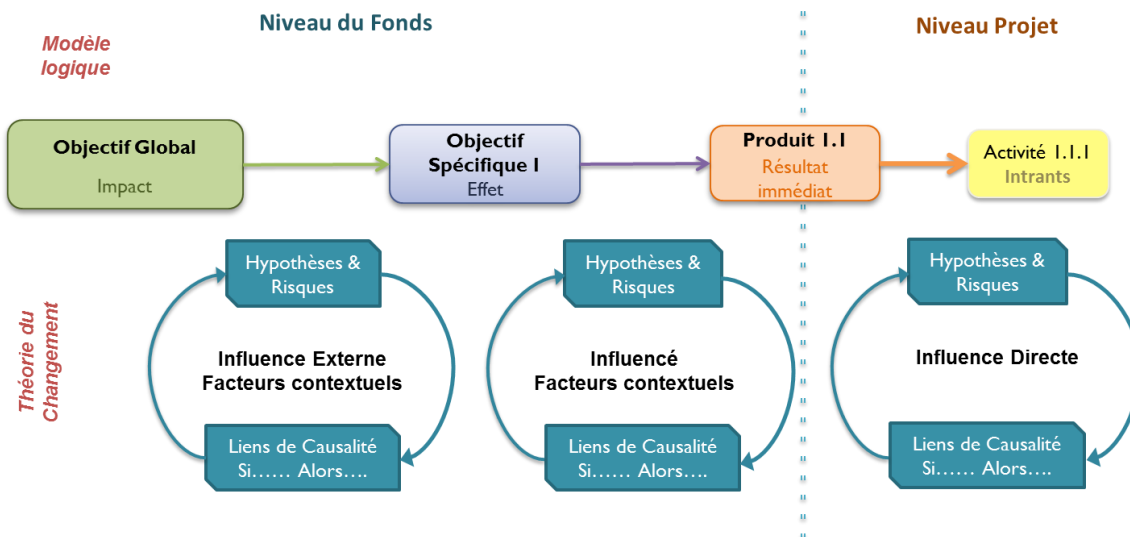 Niveau du Fonds
Niveau Projet
Modèle
logique
Objectif Global
Impact
Objectif
Spécifique I
Effet
Produit 1.1
Résultat
immédiat
Activité 1.1.1
Intrants
Théorie du
Changement
Hypothèses &
Risques
Influence Externe
Facteurs contextuels
Liens de Causalité
Si…… Alors….
Hypothèses &
Risques
Influencé
Facteurs contextuels
Liens de Causalité
Si…… Alors….
Hypothèses &
Risques
Influence Directe
Liens de Causalité
Si…… Alors….